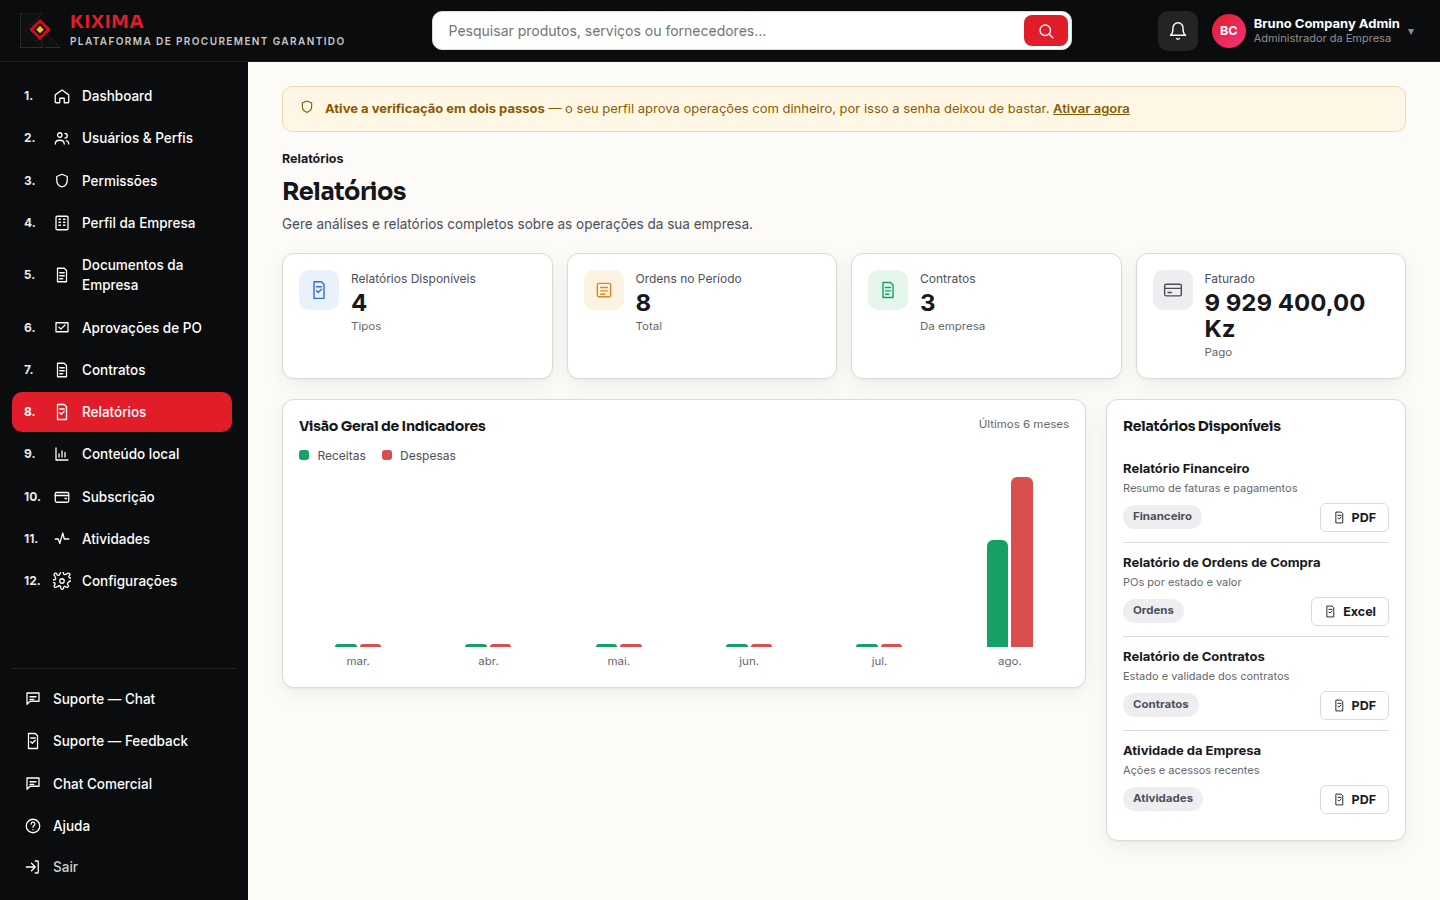 KIXIMA
PLATAFORMA DE PROCUREMENT GARANTIDO
Pesquisar produtos, serviços ou fornecedores...
BC
Bruno Company Admin
Administrador da Empresa
1. Dashboard
2. Usuários & Perfis
3. Permissões
4. Perfil da Empresa
5. Documentos da
Empresa
6. Aprovações de PO
7. Contratos
8. Relatórios
9. Conteúdo local
10. Subscrição
11. Atividades
12. Configurações
Suporte — Chat
Suporte — Feedback
Chat Comercial
Ajuda
Sair
Ative a verificação em dois passos — o seu perfil aprova operações com dinheiro, por isso a senha deixou de bastar. Ativar agora
Relatórios
Relatórios
Gere análises e relatórios completos sobre as operações da sua empresa.
Relatórios Disponíveis
4
Tipos
Ordens no Período
8
Total
Contratos
3
Da empresa
Faturado
9 929 400,00
Kz
Pago
Visão Geral de Indicadores
Últimos 6 meses
Receitas Despesas
mar. abr. mai. jun. jul. ago.
Relatórios Disponíveis
Relatório Financeiro
Resumo de faturas e pagamentos
Financeiro PDF
Relatório de Ordens de Compra
POs por estado e valor
Ordens Excel
Relatório de Contratos
Estado e validade dos contratos
Contratos PDF
Atividade da Empresa
Ações e acessos recentes
Atividades PDF